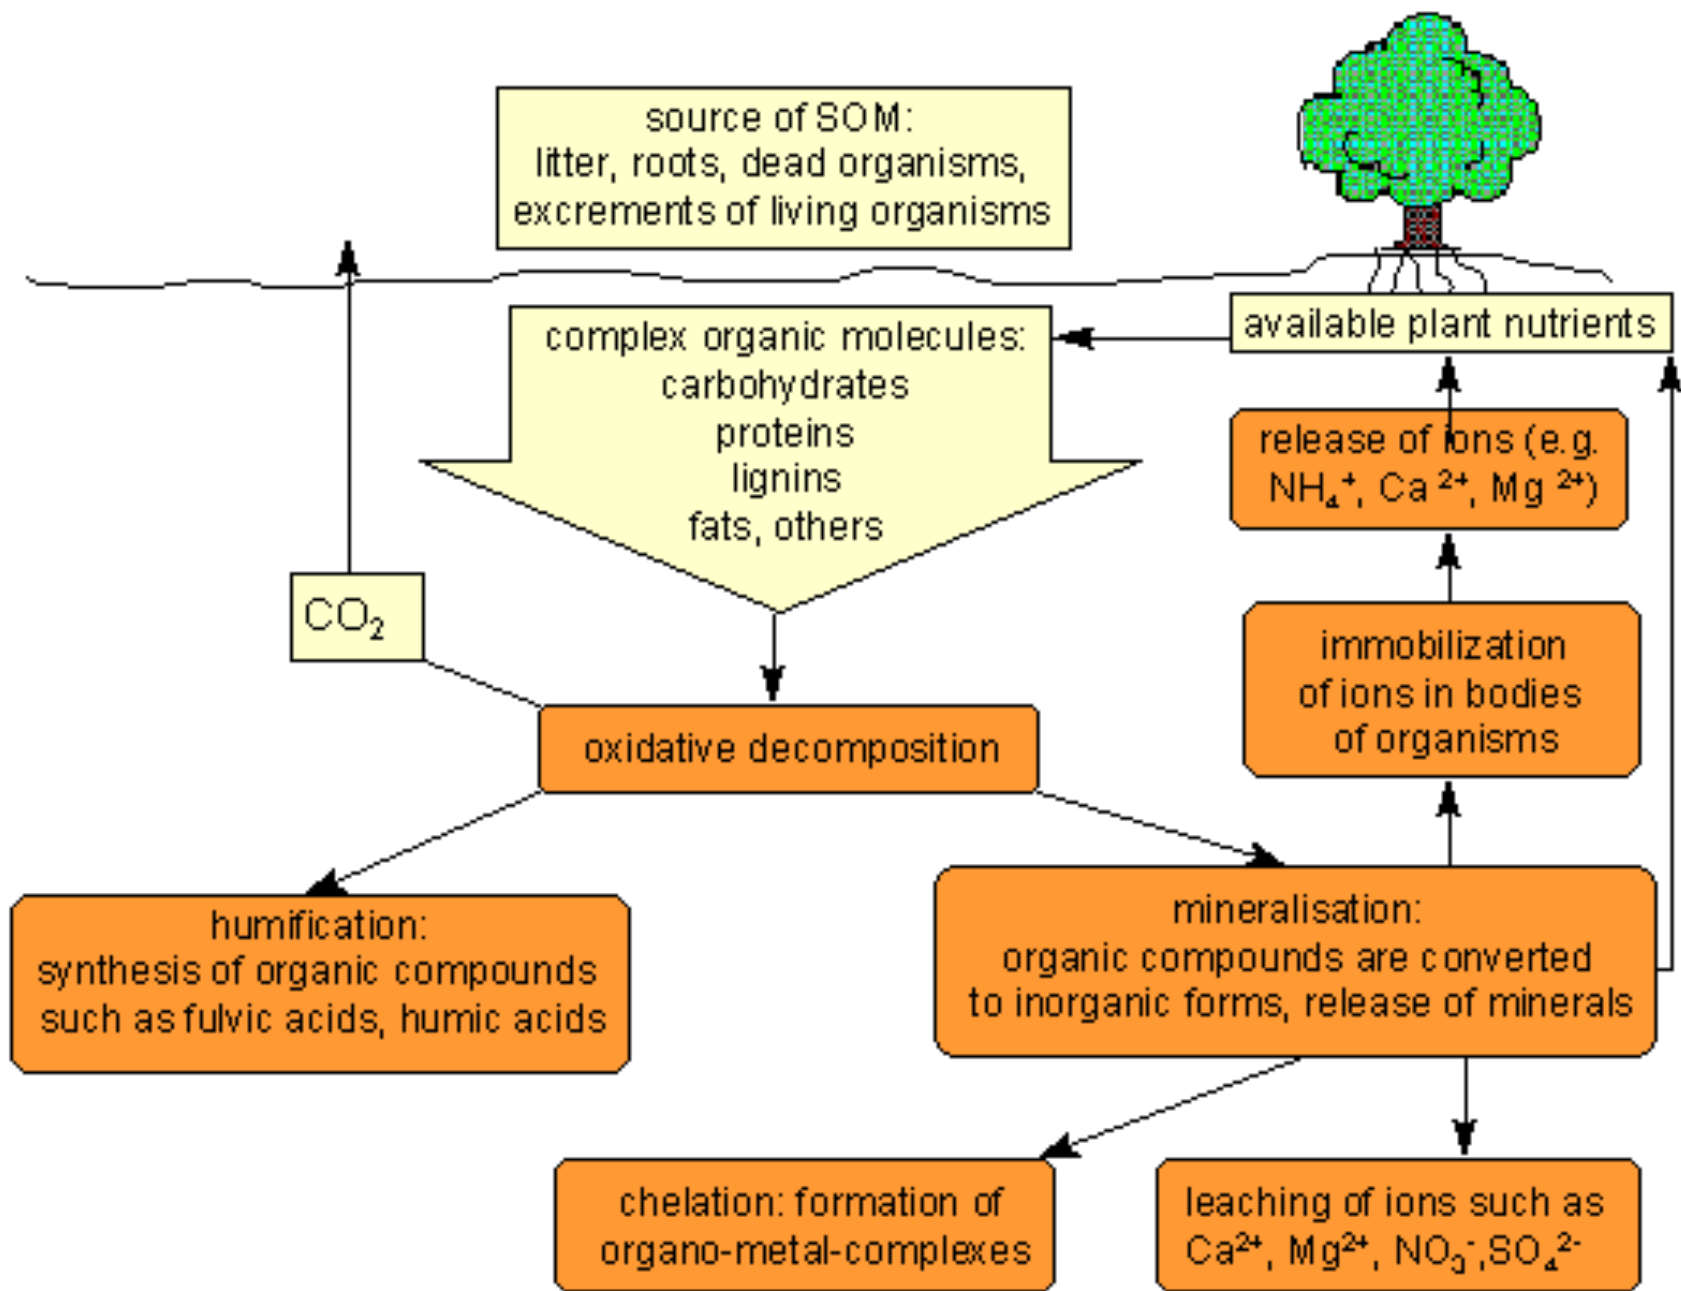 source of SOM:
litter, roots, dead organisms,
excrements of living organisms
available plant nutrients
complex organic molecules:
carbohydrates
proteins
lignins
fats, others
release of ions (e.g.
NH₄⁺, Ca ²⁺, Mg ²⁺)
CO₂
immobilization
of ions in bodies
of organisms
oxidative decomposition
humification:
synthesis of organic compounds
such as fulvic acids, humic acids
mineralisation:
organic compounds are converted
to inorganic forms, release of minerals
chelation: formation of
organo-metal-complexes
leaching of ions such as
Ca²⁺, Mg²⁺, NO₃⁻,SO₄²⁻